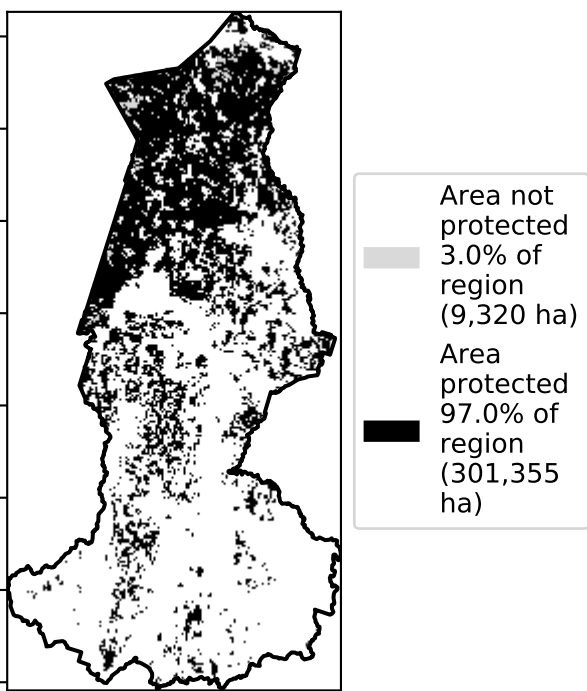 Area not
protected
3.0% of
region
(9,320 ha)
Area
protected
97.0% of
region
(301,355
ha)